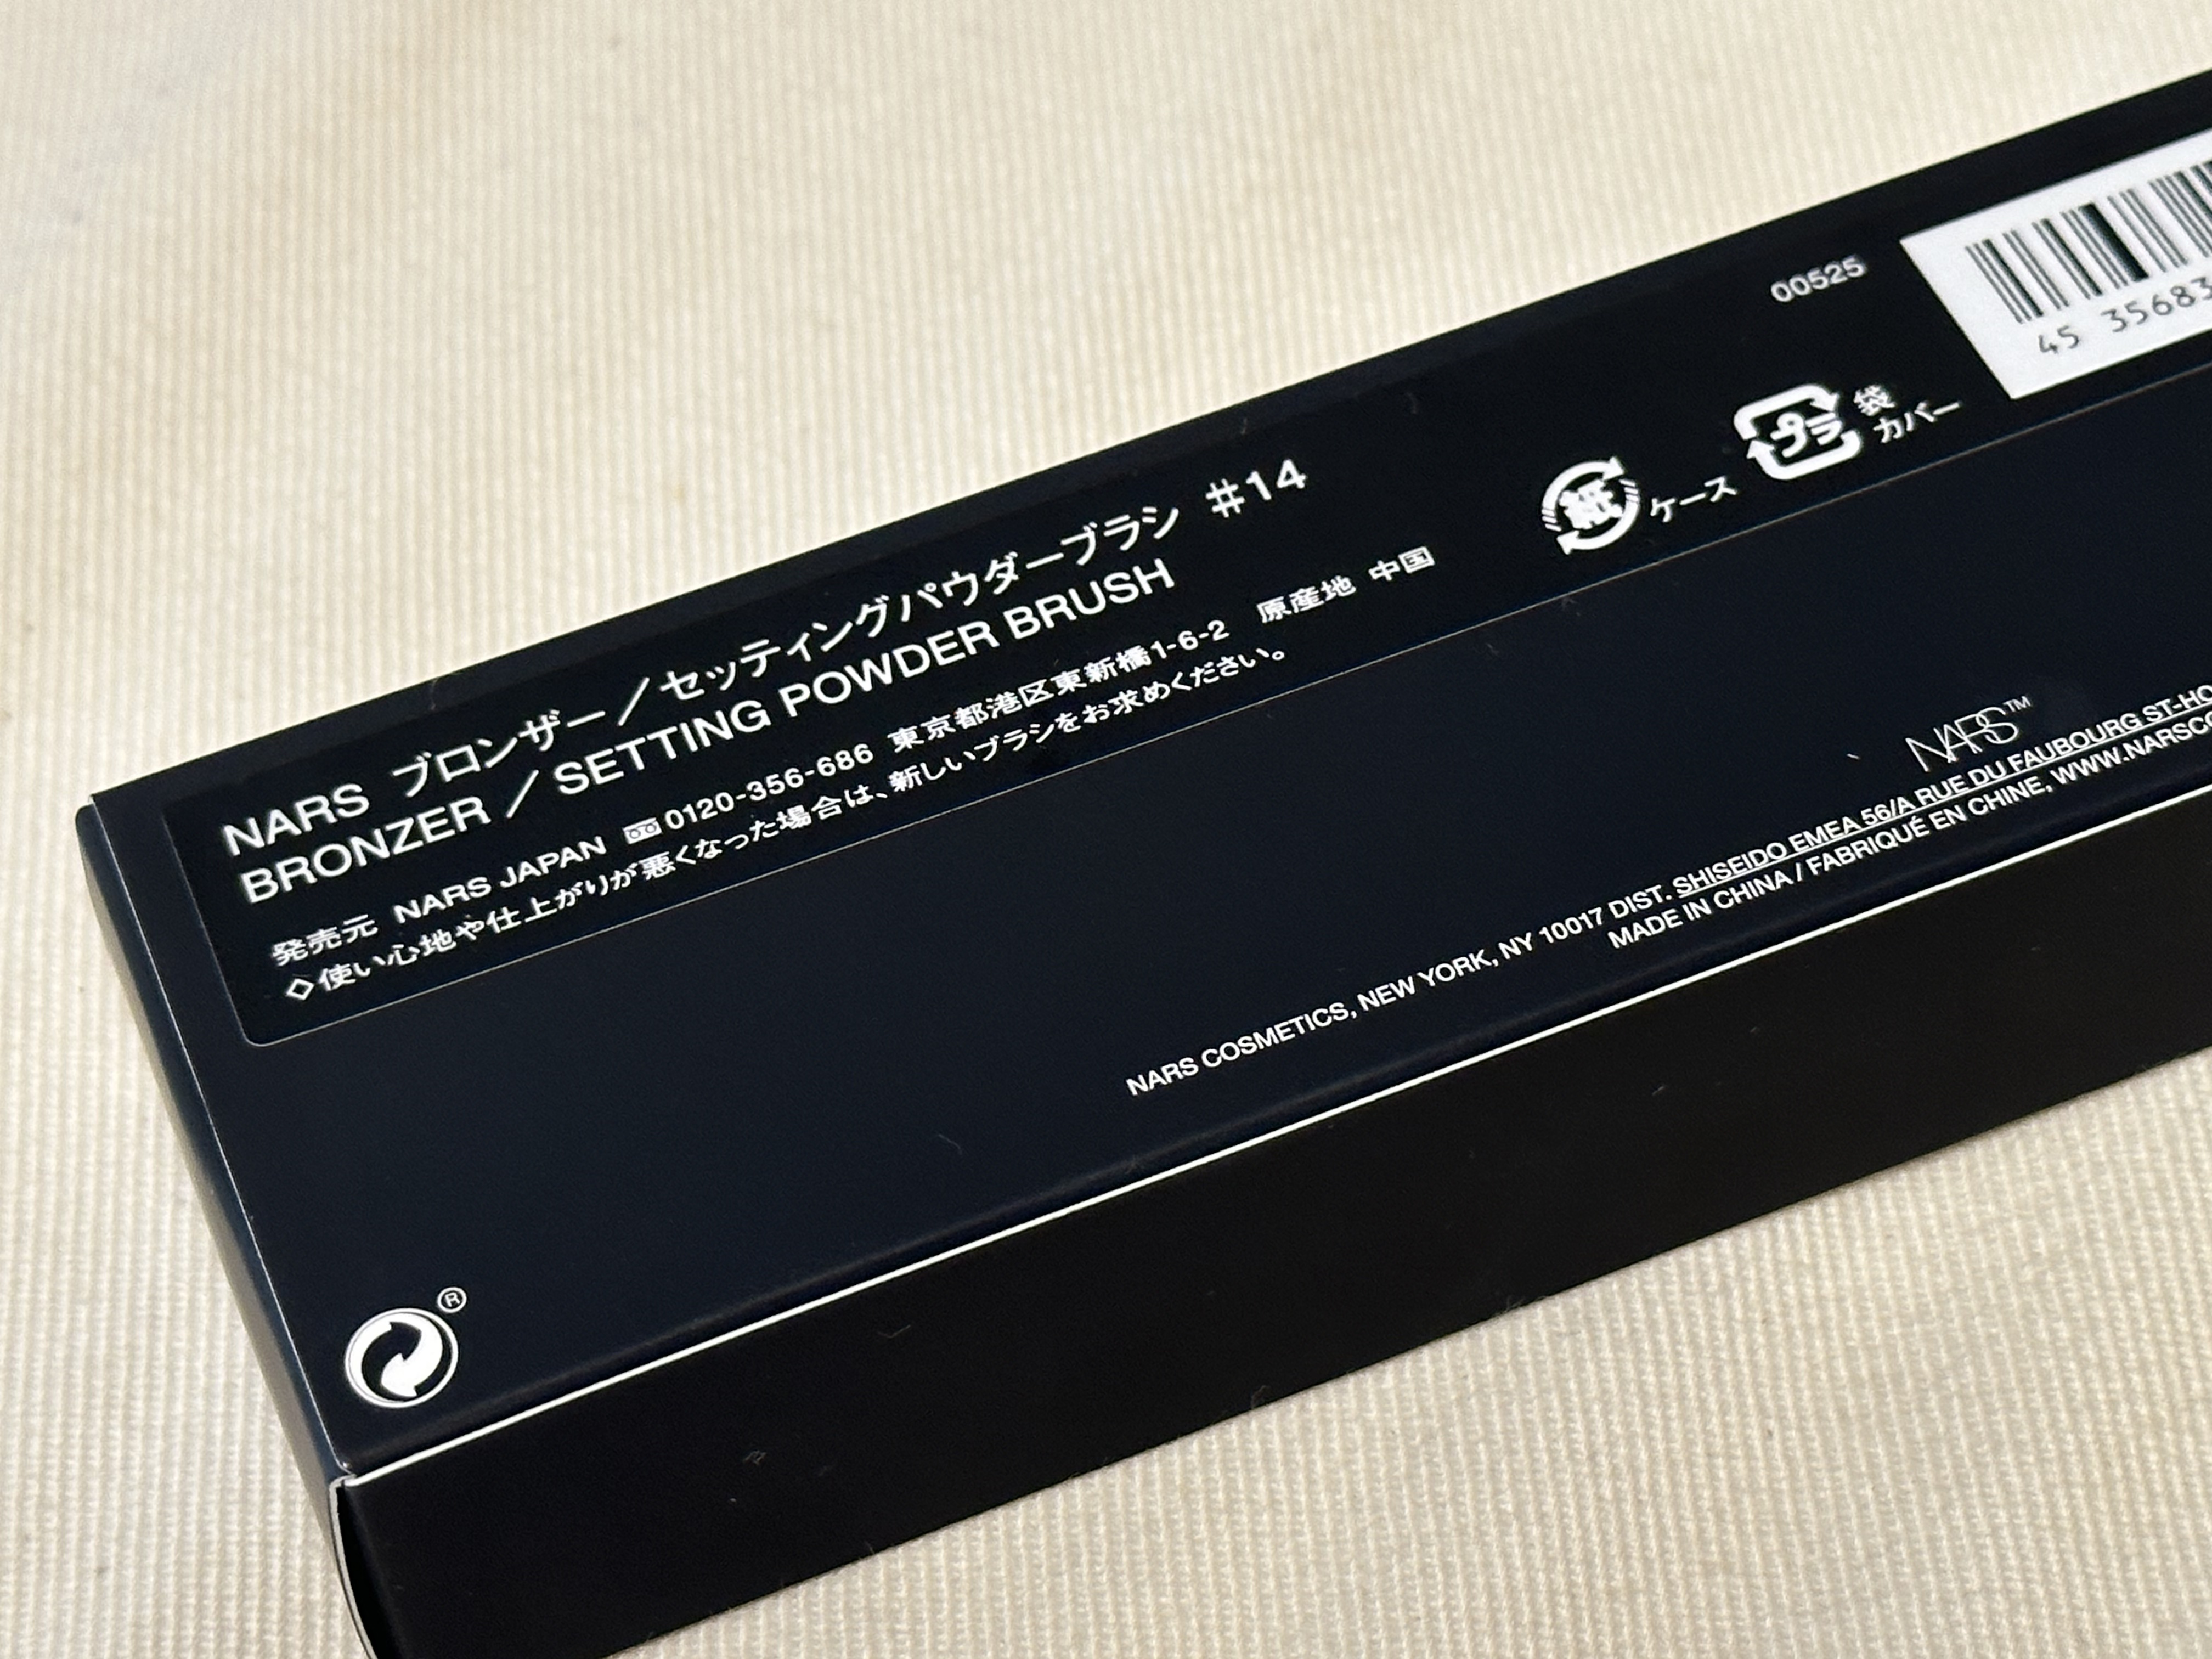 NARS ブロンザー／セッティングパウダーブラシ #14
BRONZER / SETTING POWDER BRUSH
発売元 NARS JAPAN 0120-356-686 東京都港区東新橋1-6-2 原産地 中国
◇使い心地や仕上がりが悪くなった場合は、新しいブラシをお求めください。
紙 ケース
プラ 袋
カバー
00525
45 35683
NARS™
NARS COSMETICS, NEW YORK, NY 10017 DIST. SHISEIDO EMEA 56/A RUE DU FAUBOURG
MADE IN CHINA / FABRIQUÉ EN CHINE,
®